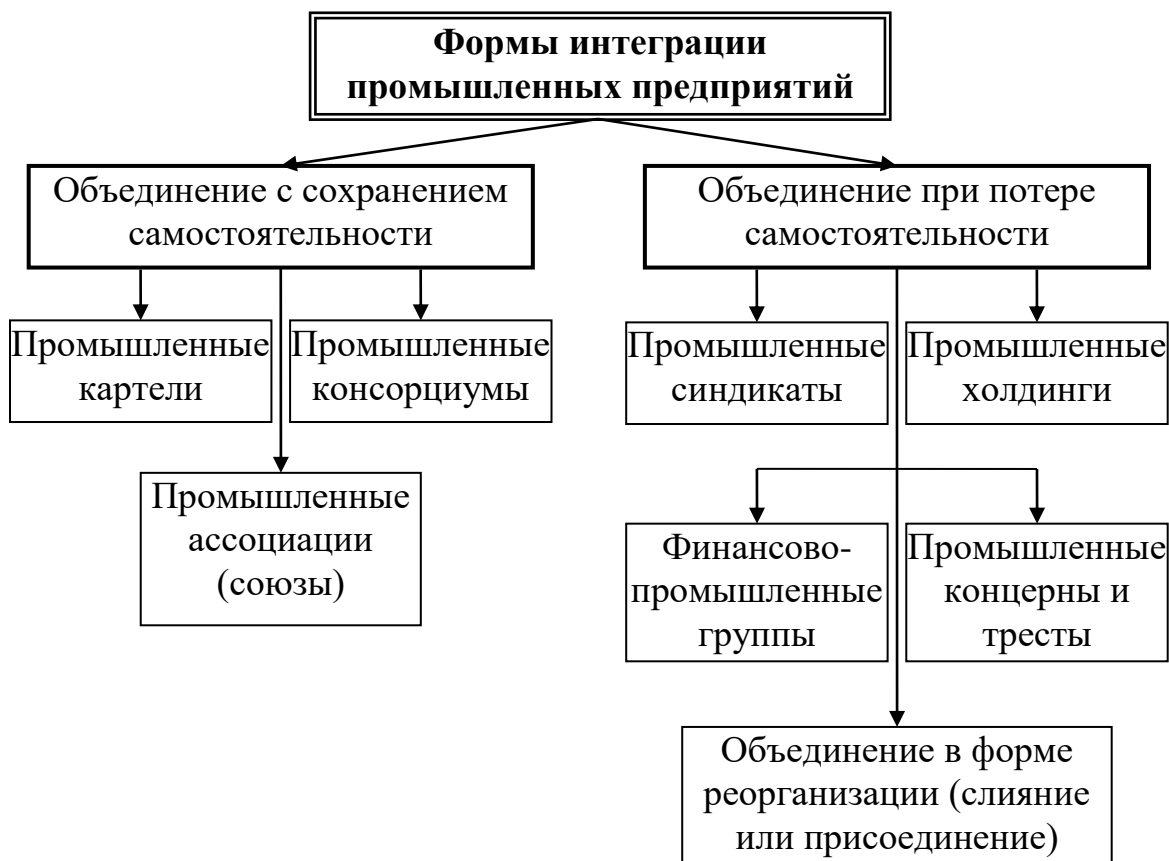 Формы интеграции
промышленных предприятий
Объединение с сохранением
самостоятельности
Объединение при потере
самостоятельности
Промышленные
картели
Промышленные
консорциумы
Промышленные
ассоциации
(союзы)
Промышленные
синдикаты
Промышленные
холдинги
Финансово-
промышленные
группы
Промышленные
концерны и
тресты
Объединение в форме
реорганизации (слияние
или присоединение)